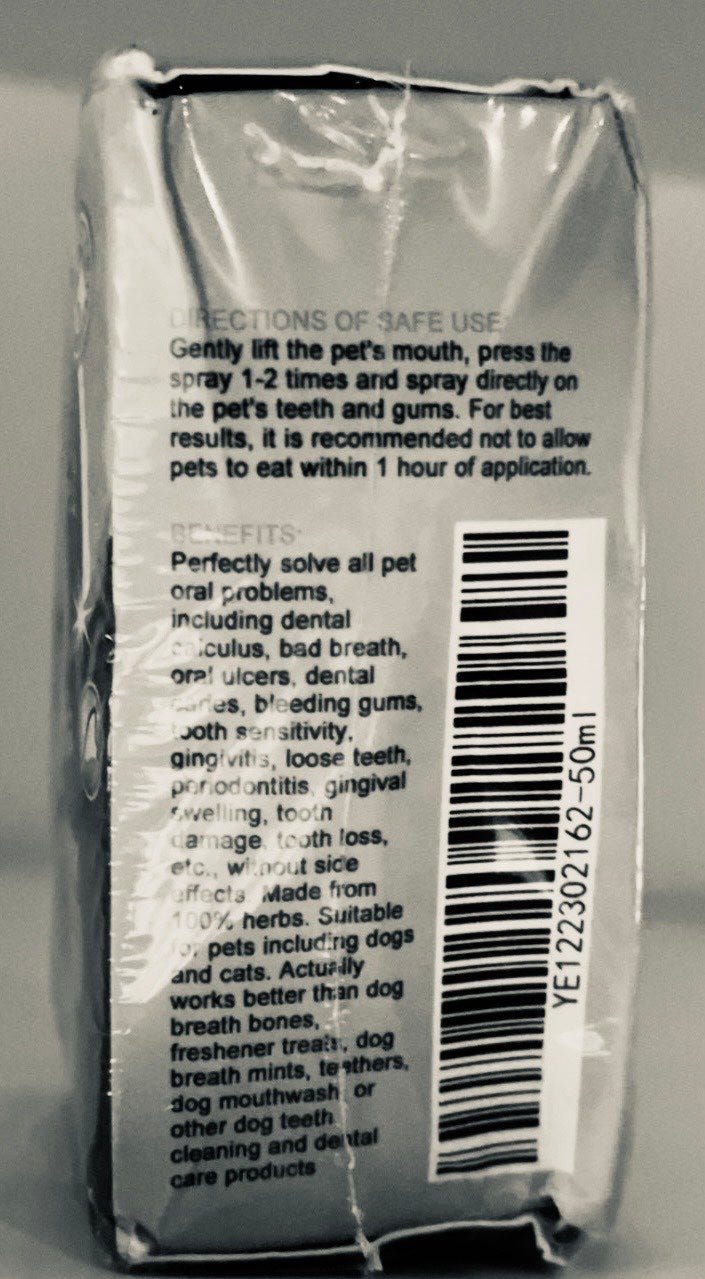 DIRECTIONS OF SAFE USE:
Gently lift the pet's mouth, press the
spray 1-2 times and spray directly on
the pet's teeth and gums. For best
results, it is recommended not to allow
pets to eat within 1 hour of application.
BENEFITS:
Perfectly solve all pet
oral problems,
including dental
calculus, bad breath,
oral ulcers, dental
caries, bleeding gums,
tooth sensitivity,
gingivitis, loose teeth,
periodontitis, gingival
swelling, tooth
damage, tooth loss,
etc., without side
effects. Made from
100% herbs. Suitable
for pets including dogs
and cats. Actually
works better than dog
breath bones,
freshener treats, dog
breath mints, teethers,
dog mouthwash, or
other dog teeth
cleaning and dental
care products
YE122302162-50ml